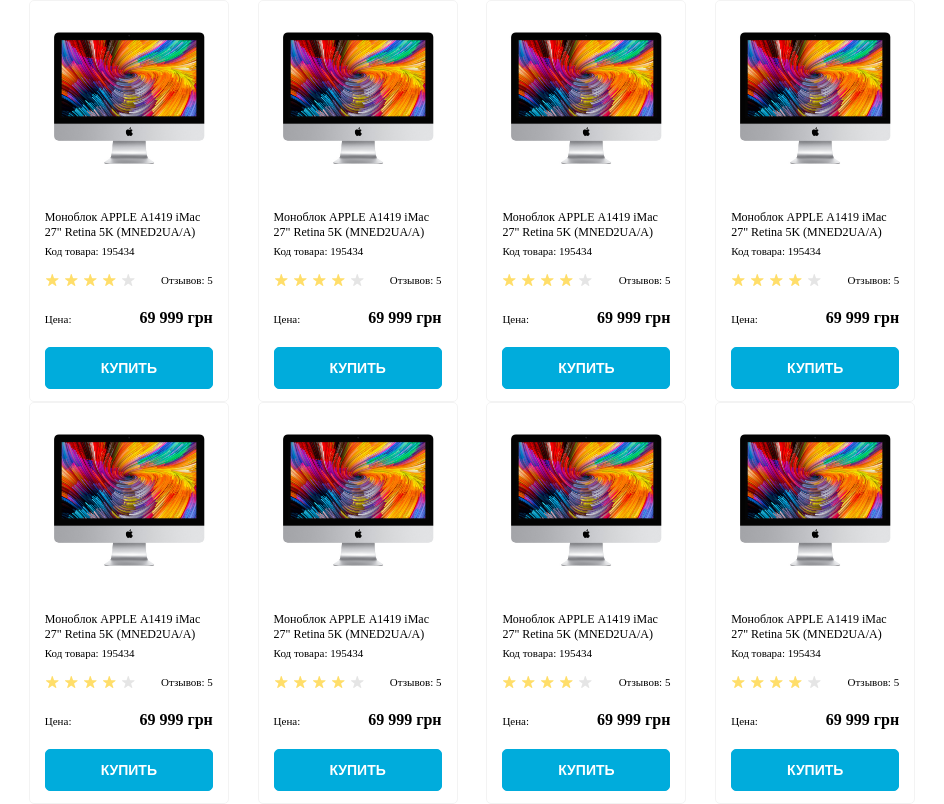 Моноблок APPLE A1419 iMac
27" Retina 5K (MNED2UA/A)
Код товара: 195434
Отзывов: 5
Цена: 69 999 грн
КУПИТЬ
Моноблок APPLE A1419 iMac
27" Retina 5K (MNED2UA/A)
Код товара: 195434
Отзывов: 5
Цена: 69 999 грн
КУПИТЬ
Моноблок APPLE A1419 iMac
27" Retina 5K (MNED2UA/A)
Код товара: 195434
Отзывов: 5
Цена: 69 999 грн
КУПИТЬ
Моноблок APPLE A1419 iMac
27" Retina 5K (MNED2UA/A)
Код товара: 195434
Отзывов: 5
Цена: 69 999 грн
КУПИТЬ
Моноблок APPLE A1419 iMac
27" Retina 5K (MNED2UA/A)
Код товара: 195434
Отзывов: 5
Цена: 69 999 грн
КУПИТЬ
Моноблок APPLE A1419 iMac
27" Retina 5K (MNED2UA/A)
Код товара: 195434
Отзывов: 5
Цена: 69 999 грн
КУПИТЬ
Моноблок APPLE A1419 iMac
27" Retina 5K (MNED2UA/A)
Код товара: 195434
Отзывов: 5
Цена: 69 999 грн
КУПИТЬ
Моноблок APPLE A1419 iMac
27" Retina 5K (MNED2UA/A)
Код товара: 195434
Отзывов: 5
Цена: 69 999 грн
КУПИТЬ